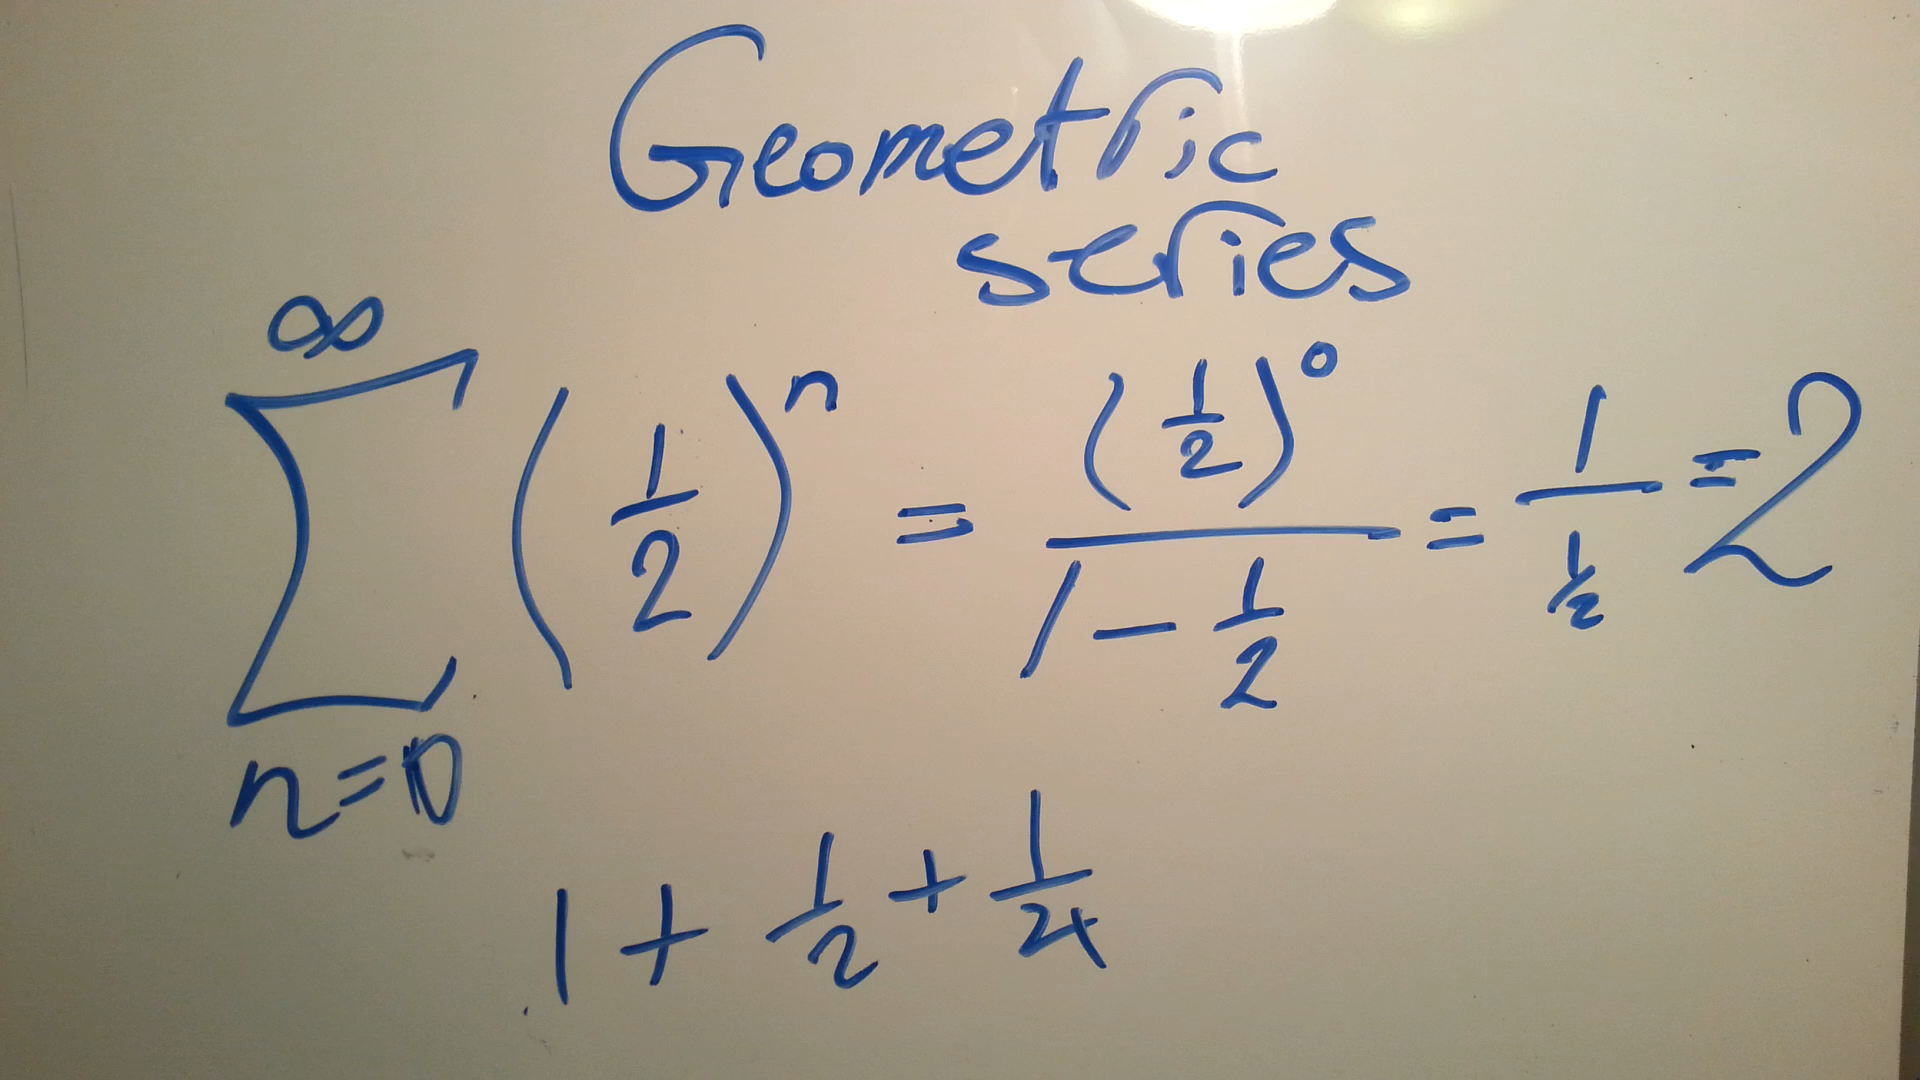 Geometric
series
∑_{n=0}^{∞} (1/2)^n = (1/2)^0 / (1 - 1/2) = 1 / (1/2) = 2
1 + 1/2 + 1/4